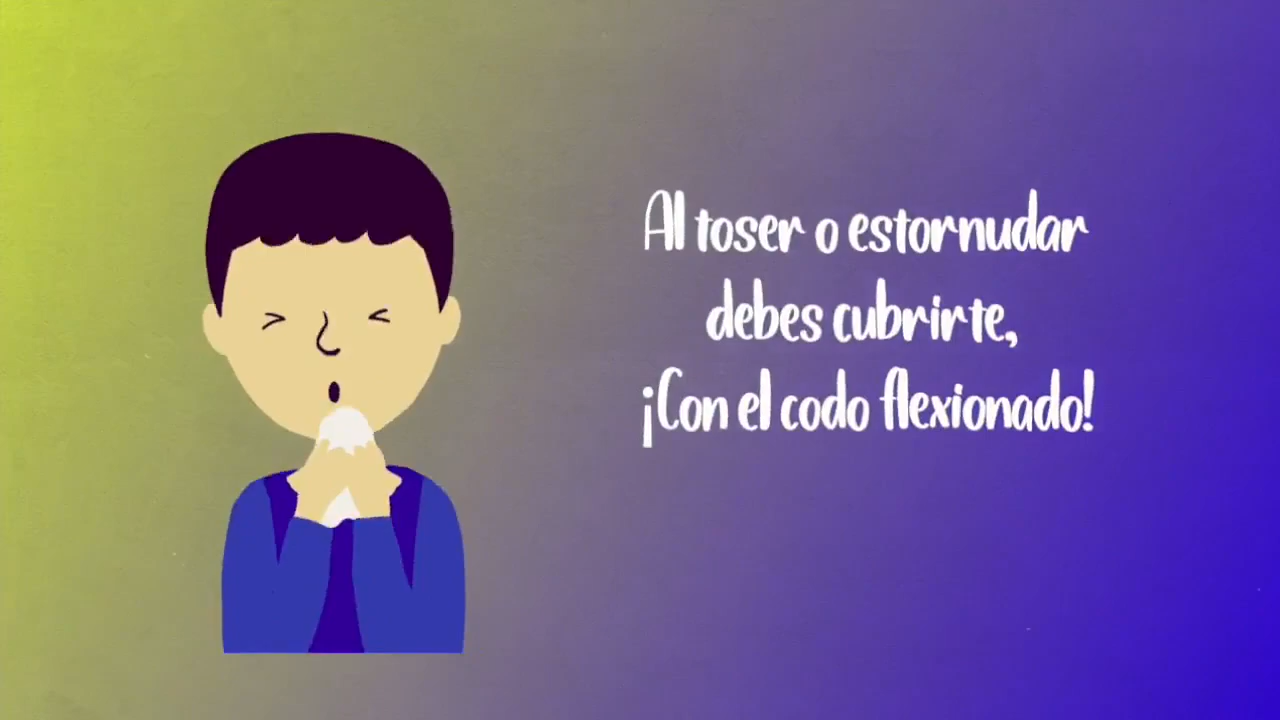 Al toser o estornudar
debes cubrirte,
¡Con el codo flexionado!